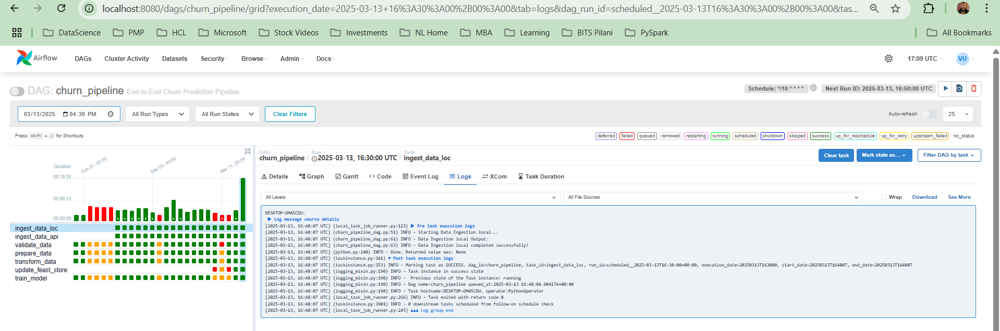 localhost:8080/dags/churn_pipeline/grid?execution_date=2025-03-13+16%3A30%3A00%2B00%3A00&tab=logs&dag_run_id=scheduled__2025-03-13T16%3A30%3A00%2B00%3A00&tas...
DataScience PMP HCL Microsoft Stock Videos Investments NL Home MBA Learning BITS Pilani PySpark All Bookmarks
Airflow DAGs Cluster Activity Datasets Security Browse Admin Docs 17:09 UTC VU
DAG: churn_pipeline End-to-End Churn Prediction Pipeline Schedule: */10 * * * * Next Run ID: 2025-03-13, 16:50:00 UTC
03/13/2025 04:30 PM All Run Types All Run States Clear Filters Auto-refresh 25
Press shift + / for Shortcuts deferred failed queued removed restarting running scheduled shutdown skipped success up_for_reschedule up_for_retry upstream_failed no_status
Duration Feb 27, 00:00 Mar 03, 00:00 Mar 11, 20:20
00:16:25
00:08:12
00:00:00
ingest_data_loc
ingest_data_api
validate_data
prepare_data
transform_data
update_feast_store
train_model
DAG Run Task
churn_pipeline / 2025-03-13, 16:30:00 UTC / ingest_data_loc
Clear task Mark state as... Filter DAG by task
Details Graph Gantt Code Event Log Logs XCom Task Duration
All Levels All File Sources Wrap Download See More
DESKTOP-OMA5CDU.
▶ Log message source details
[2025-03-13, 16:48:07 UTC] {local_task_job_runner.py:123} ▶ Pre task execution logs
[2025-03-13, 16:48:07 UTC] {churn_pipeline_dag.py:51} INFO - Starting Data Ingestion local...
[2025-03-13, 16:48:07 UTC] {churn_pipeline_dag.py:61} INFO - Data Ingestion local Output:
[2025-03-13, 16:48:07 UTC] {churn_pipeline_dag.py:63} INFO - Data Ingestion local completed successfully!
[2025-03-13, 16:48:07 UTC] {python.py:240} INFO - Done. Returned value was: None
[2025-03-13, 16:48:07 UTC] {taskinstance.py:341} ▼ Post task execution logs
[2025-03-13, 16:48:07 UTC] {taskinstance.py:353} INFO - Marking task as SUCCESS. dag_id=churn_pipeline, task_id=ingest_data_loc, run_id=scheduled__2025-03-13T16:30:00+00:00, execution_date=20250313T163000, start_date=20250313T164807, end_date=20250313T164807
[2025-03-13, 16:48:07 UTC] {logging_mixin.py:190} INFO - Task instance in success state
[2025-03-13, 16:48:07 UTC] {logging_mixin.py:190} INFO - Previous state of the Task instance: running
[2025-03-13, 16:48:07 UTC] {logging_mixin.py:190} INFO - Dag name:churn_pipeline queued_at:2025-03-13 16:48:04.904174+00:00
[2025-03-13, 16:48:07 UTC] {logging_mixin.py:190} INFO - Task hostname:DESKTOP-OMA5CDU. operator:PythonOperator
[2025-03-13, 16:48:07 UTC] {local_task_job_runner.py:266} INFO - Task exited with return code 0
[2025-03-13, 16:48:07 UTC] {taskinstance.py:3901} INFO - 0 downstream tasks scheduled from follow-on schedule check
[2025-03-13, 16:48:07 UTC] {local_task_job_runner.py:245} ▲▲▲ Log group end